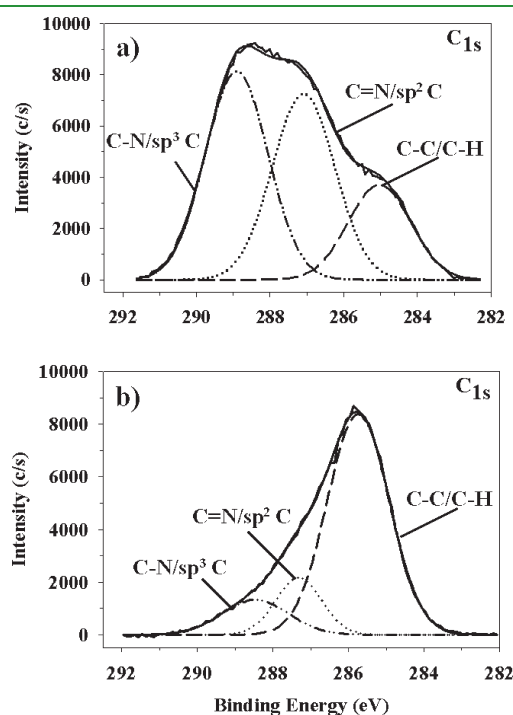 a)
C1s
10000
8000
6000
4000
2000
0
Intensity (c/s)
C-N/sp³ C
C=N/sp² C
C-C/C-H
292 290 288 286 284 282
b)
C1s
10000
8000
6000
4000
2000
0
Intensity (c/s)
C=N/sp² C
C-N/sp³ C
C-C/C-H
292 290 288 286 284 282
Binding Energy (eV)